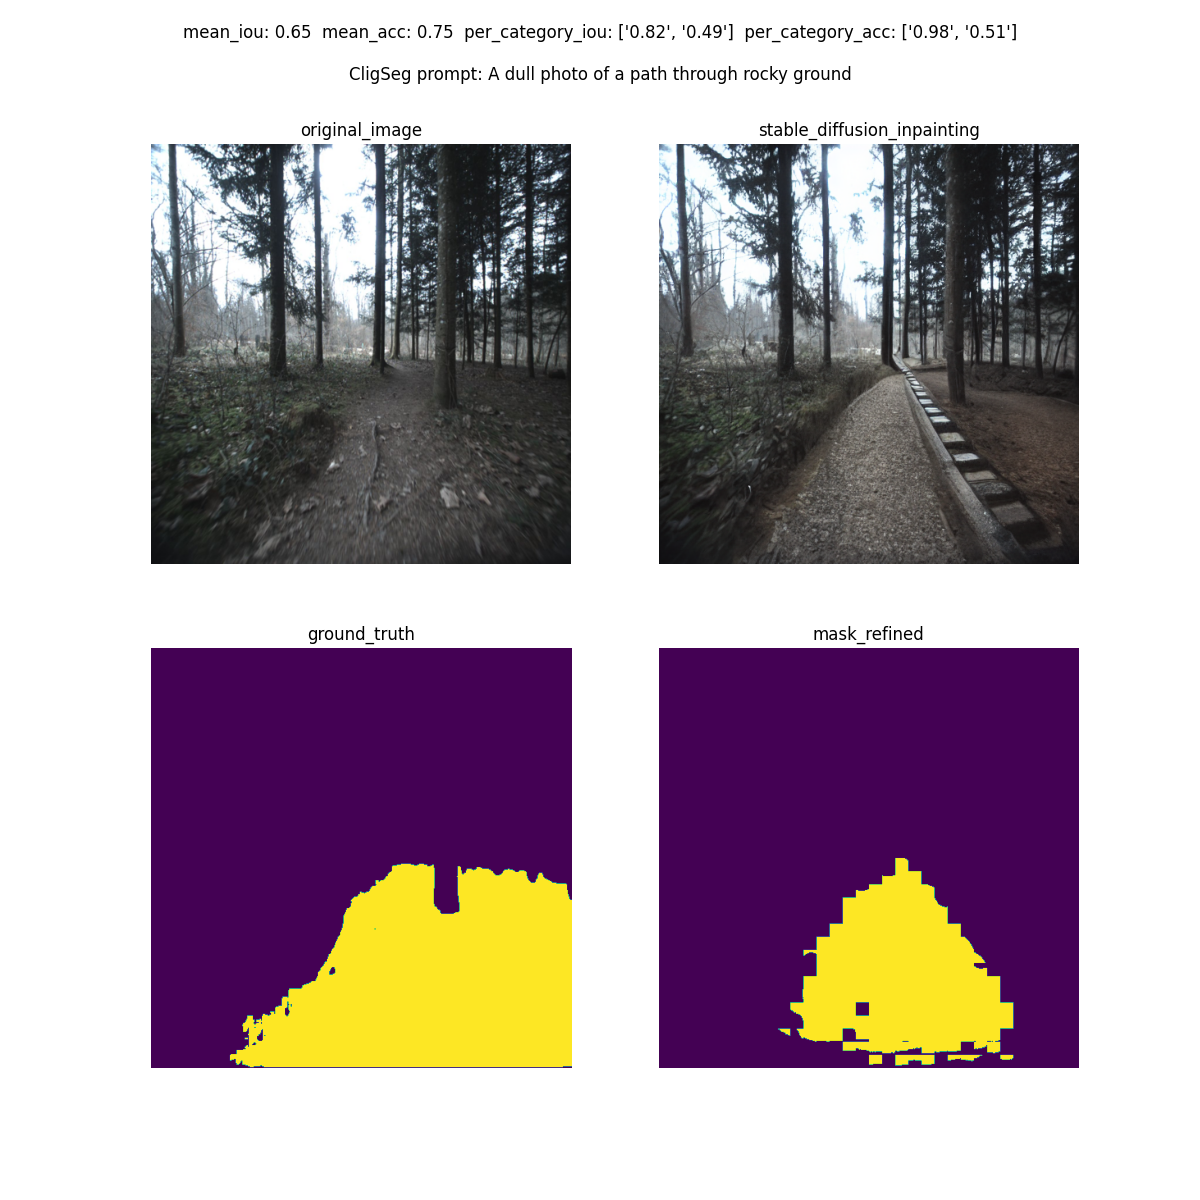 mean_iou: 0.65  mean_acc: 0.75  per_category_iou: ['0.82', '0.49']  per_category_acc: ['0.98', '0.51']
CligSeg prompt: A dull photo of a path through rocky ground
original_image
stable_diffusion_inpainting
ground_truth
mask_refined